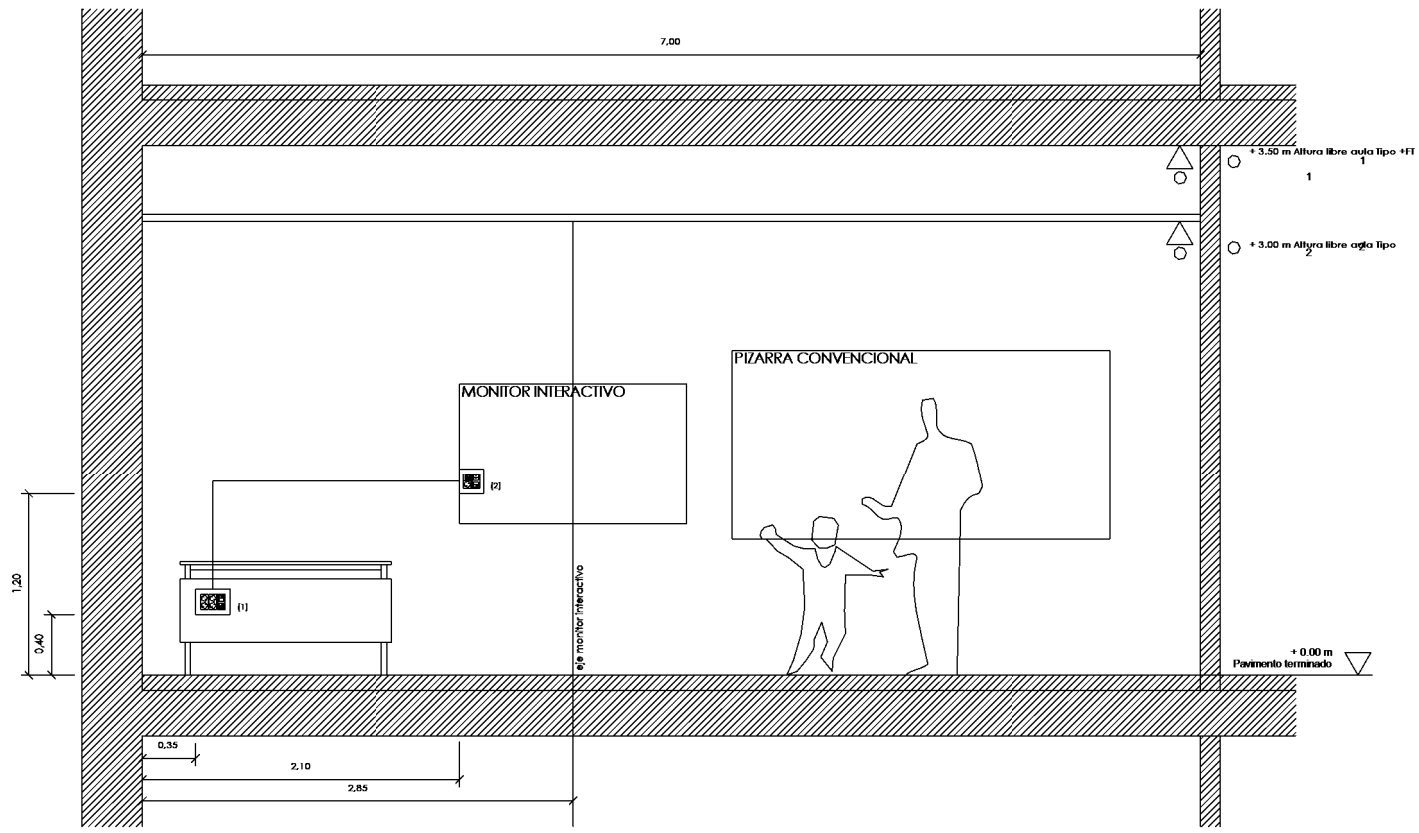 7,00
+ 3.50 m Altura libre aula Tipo +FT
1
1
+ 3.00 m Altura libre aula Tipo
2
2
PIZARRA CONVENCIONAL
MONITOR INTERACTIVO
[2]
1,20
eje monitor interactivo
[1]
0,40
+ 0.00 m
Pavimento terminado
0,35
2,10
2,85